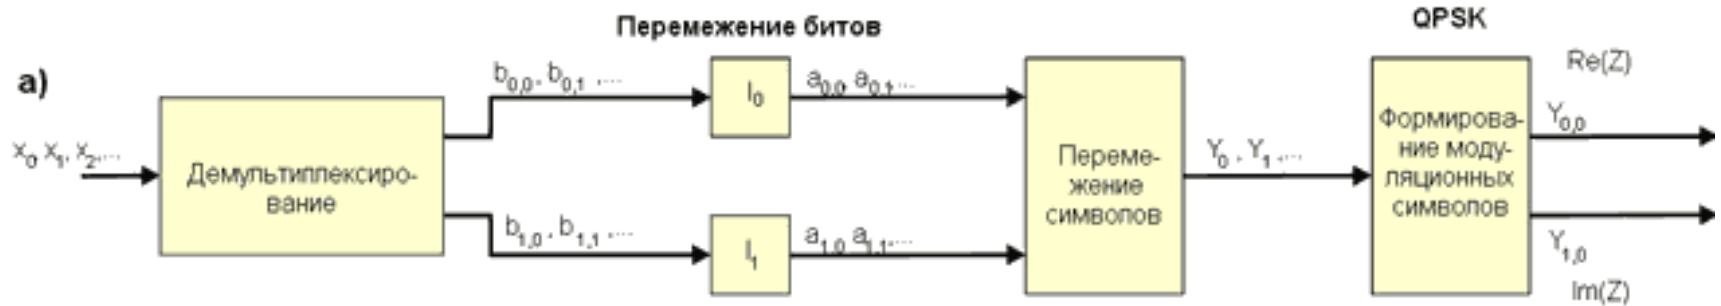 Перемежение битов
QPSK
а)
x0, x1, x2,...
Демультиплексиро-
вание
b0,0, b0,1 ,...
I0
a0,0, a0,1,...
b1,0, b1,1 ,...
I1
a1,0, a1,1,...
Переме-
жение
символов
Y0 , Y1 ,...
Формирова-
ние моду-
ляционных
символов
Re(Z)
Y0,0
Y1,0
Im(Z)